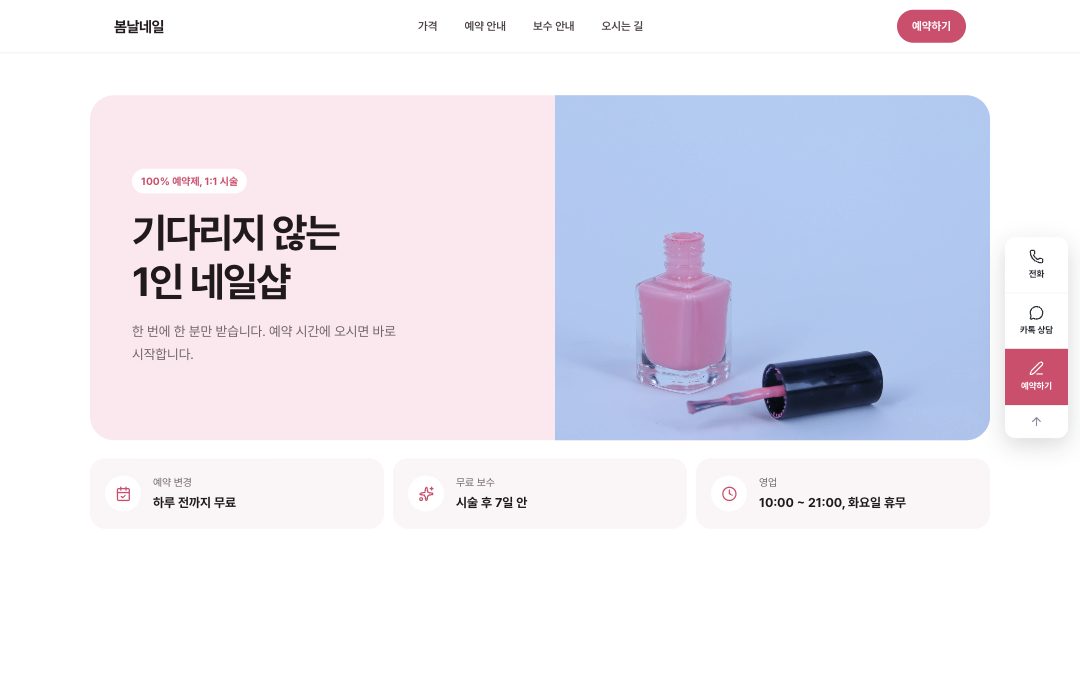 봄날네일
가격
예약 안내
보수 안내
오시는 길
예약하기
100% 예약제, 1:1 시술
기다리지 않는
1인 네일샵
한 번에 한 분만 받습니다. 예약 시간에 오시면 바로
시작합니다.
전화
카톡 상담
예약하기
예약 변경
하루 전까지 무료
무료 보수
시술 후 7일 안
영업
10:00 ~ 21:00, 화요일 휴무